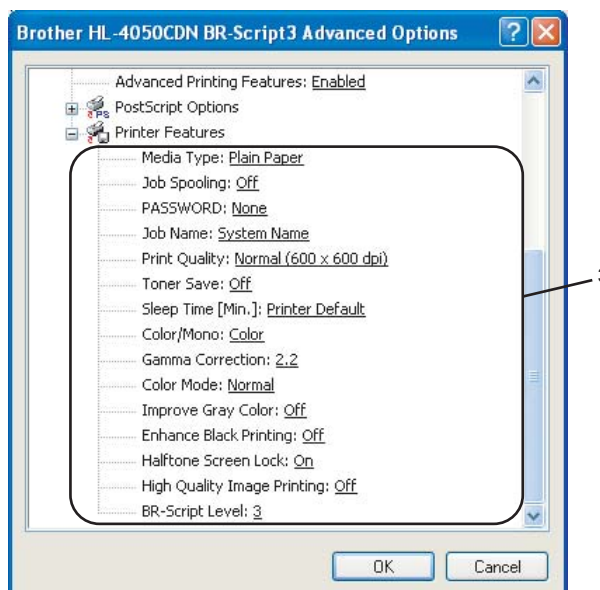 Brother HL-4050CDN BR-Script3 Advanced Options
Advanced Printing Features: Enabled
PostScript Options
Printer Features
Media Type: Plain Paper
Job Spooling: Off
PASSWORD: None
Job Name: System Name
Print Quality: Normal (600 x 600 dpi)
Toner Save: Off
Sleep Time [Min.]: Printer Default
Color/Mono: Color
Gamma Correction: 2.2
Color Mode: Normal
Improve Gray Color: Off
Enhance Black Printing: Off
Halftone Screen Lock: On
High Quality Image Printing: Off
BR-Script Level: 3
OK Cancel